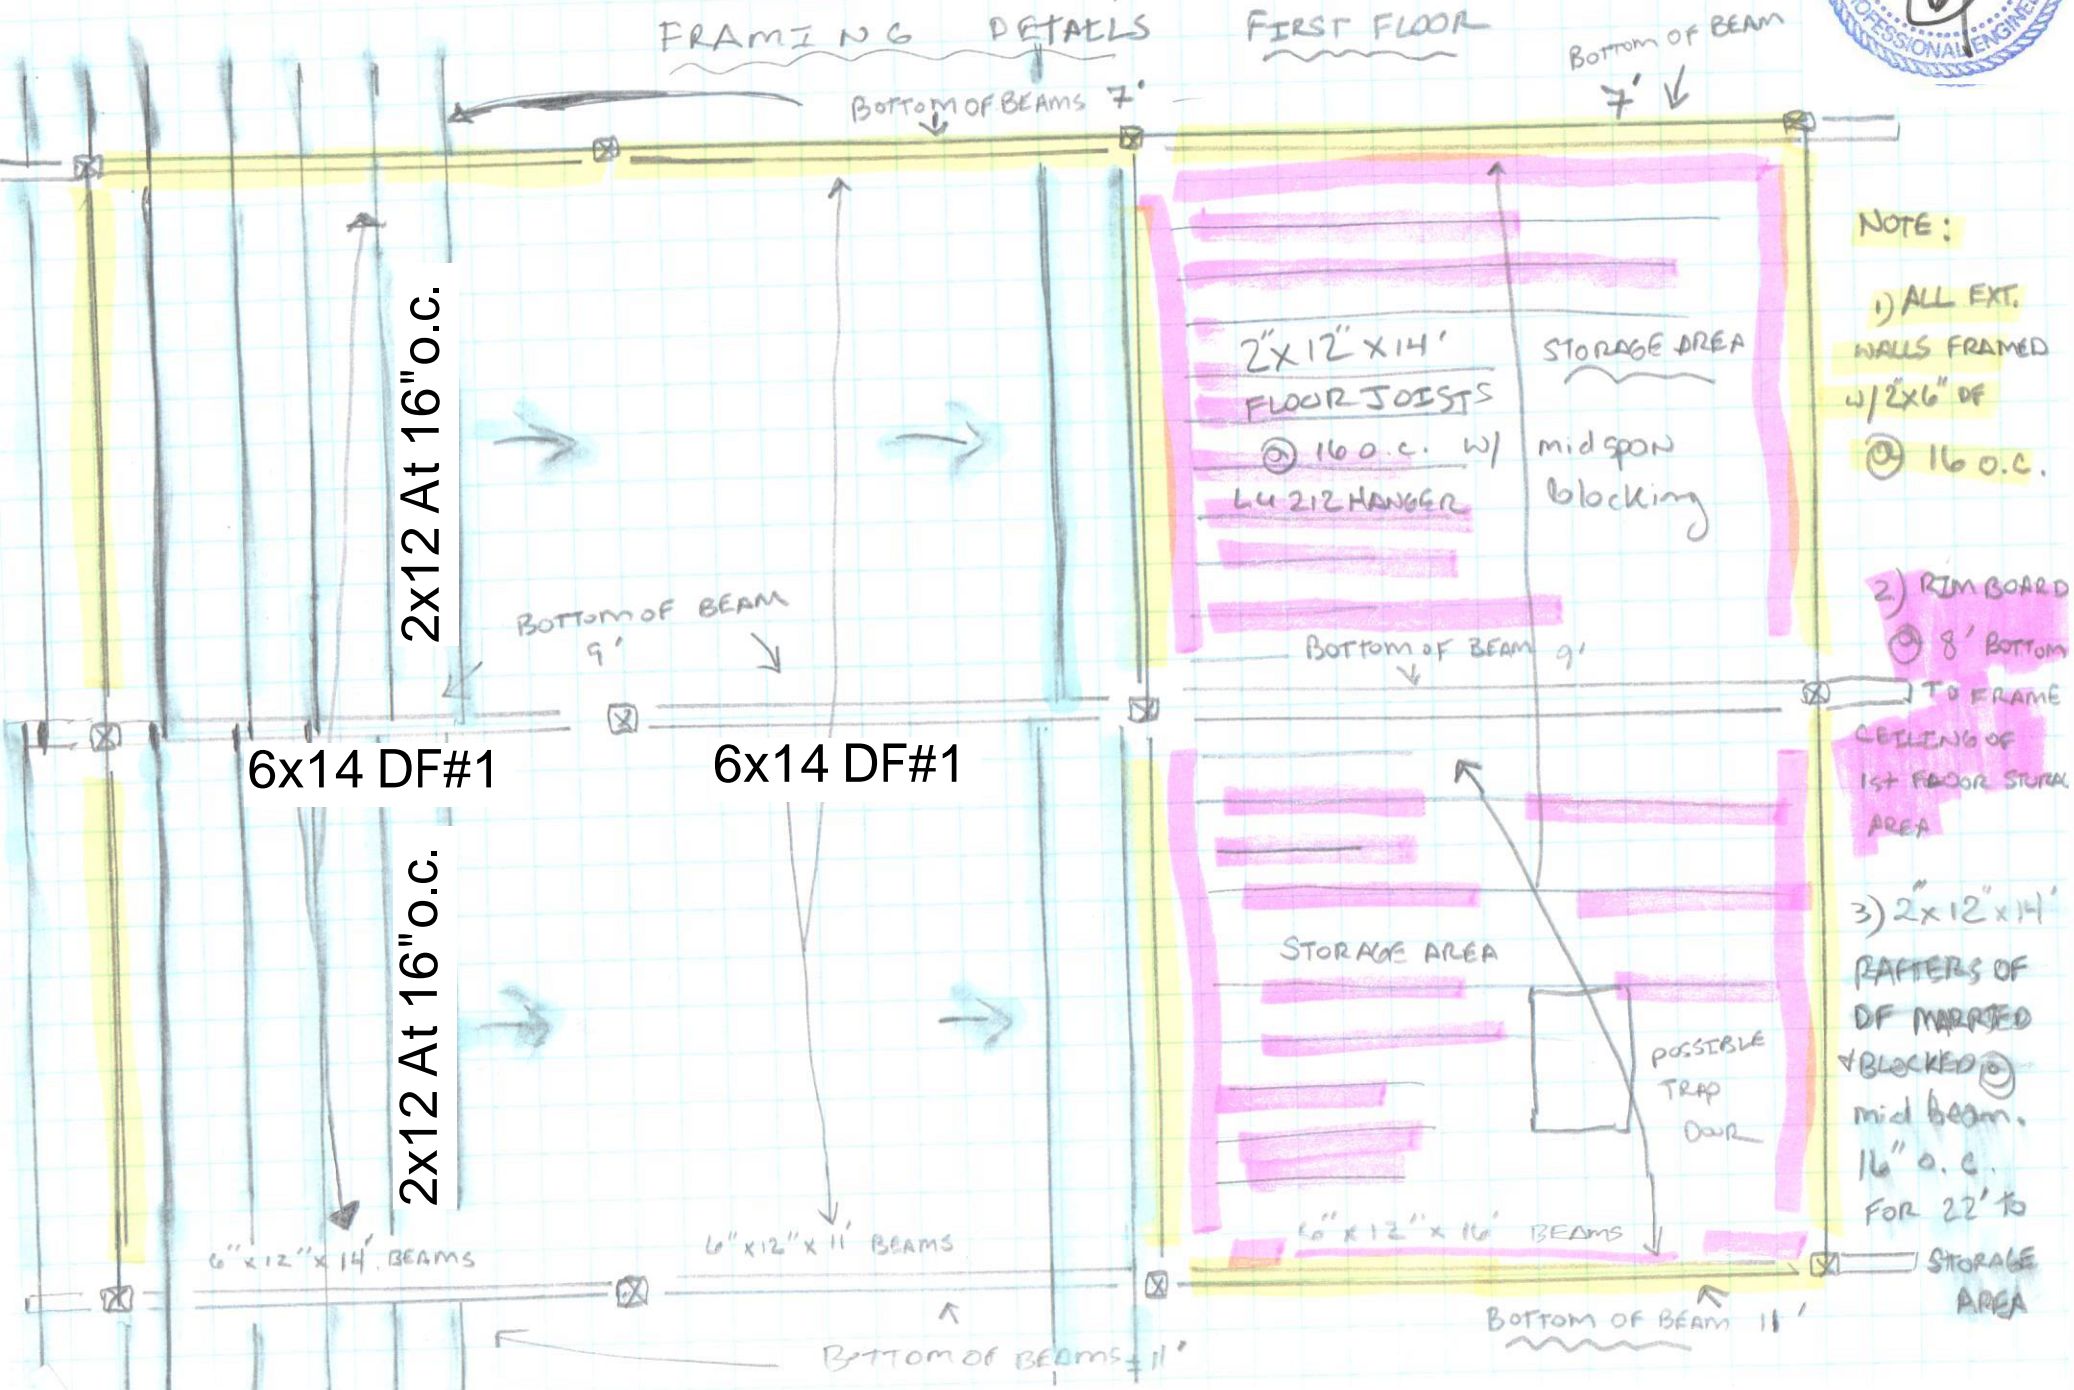 FRAMING DETAILS FIRST FLOOR
BOTTOM OF BEAM
7'
PROFESSIONAL ENGINE
BOTTOM OF BEAMS 7'
2x12 At 16"o.c.
BOTTOM OF BEAM
9'
6x14 DF#1
6x14 DF#1
2x12 At 16"o.c.
6"x12"x14' BEAMS
6"x12"x11' BEAMS
BOTTOM OF BEAMS 11'
2"x12"x14'
FLOOR JOISTS
@ 16 o.c. w/
LU 212 HANGER
STORAGE AREA
mid span
blocking
BOTTOM OF BEAM 9'
STORAGE AREA
POSSIBLE
TRAP
DOOR
6"x12"x16' BEAMS
BOTTOM OF BEAM 11'
NOTE:
1) ALL EXT.
WALLS FRAMED
w/2"x6" DF
@ 16 o.c.
2) RIM BOARD
@ 8' BOTTOM
TO FRAME
CEILING OF
1st FLOOR
AREA
3) 2"x12"x14'
RAFTERS OF
DF MARRIED
& BLOCKED @
mid beam.
16" o.c.
FOR 22' to
STORAGE
AREA